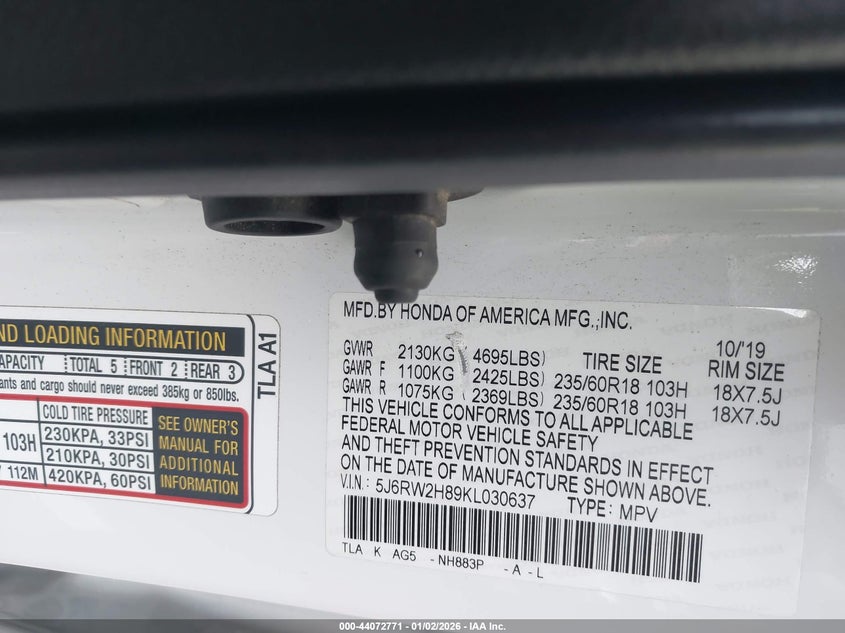 ND LOADING INFORMATION
APACITY TOTAL 5 FRONT 2 REAR 3
ants and cargo should never exceed 385kg or 850lbs.
COLD TIRE PRESSURE
103H 230KPA, 33PSI
210KPA, 30PSI
112M 420KPA, 60PSI
SEE OWNER'S
MANUAL FOR
ADDITIONAL
INFORMATION
TLA A1
MFD.BY HONDA OF AMERICA MFG.,INC.
10/'19
GVWR 2130KG ( 4695LBS) TIRE SIZE RIM SIZE
GAWR F 1100KG ( 2425LBS) 235/60R18 103H 18X7.5J
GAWR R 1075KG ( 2369LBS) 235/60R18 103H 18X7.5J
THIS VEHICLE CONFORMS TO ALL APPLICABLE
FEDERAL MOTOR VEHICLE SAFETY
AND THEFT PREVENTION STANDARDS IN EFFECT
ON THE DATE OF MANUFACTURE SHOWN ABOVE.
V.I.N.: 5J6RW2H89KL030637 TYPE: MPV
TLA K AG5 - NH883P - A - L
000-44072771 - 01/02/2026 - IAA Inc.